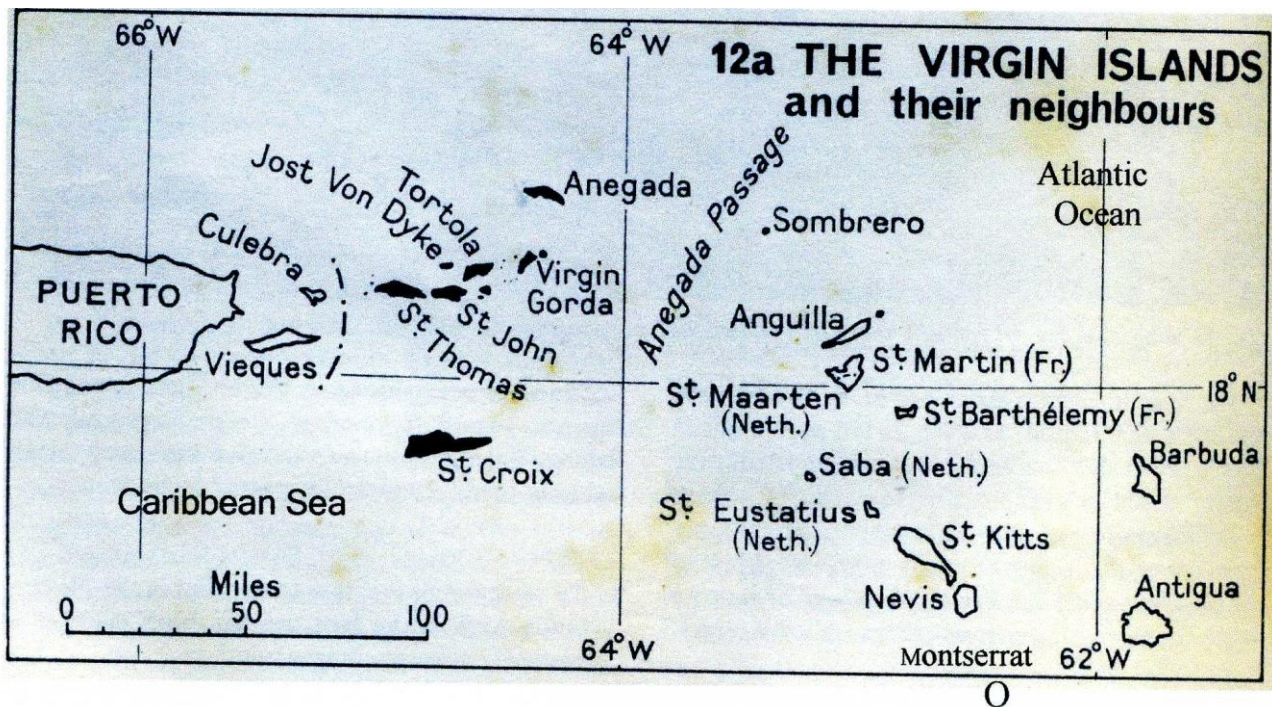 66°W
64°W
12a THE VIRGIN ISLANDS
and their neighbours
Jost Von Dyke
Tortola
Anegada
Anegada Passage
Atlantic
Ocean
Sombrero
Culebra
Virgin
Gorda
PUERTO
RICO
St. John
St. Thomas
Anguilla
Vieques
St. Martin (Fr.)
18°N
St. Maarten
(Neth.)
St. Barthélemy (Fr.)
St. Croix
Saba (Neth.)
Barbuda
Caribbean Sea
St. Eustatius
(Neth.)
St. Kitts
Miles
0 50 100
Nevis
Antigua
64°W
Montserrat
62°W